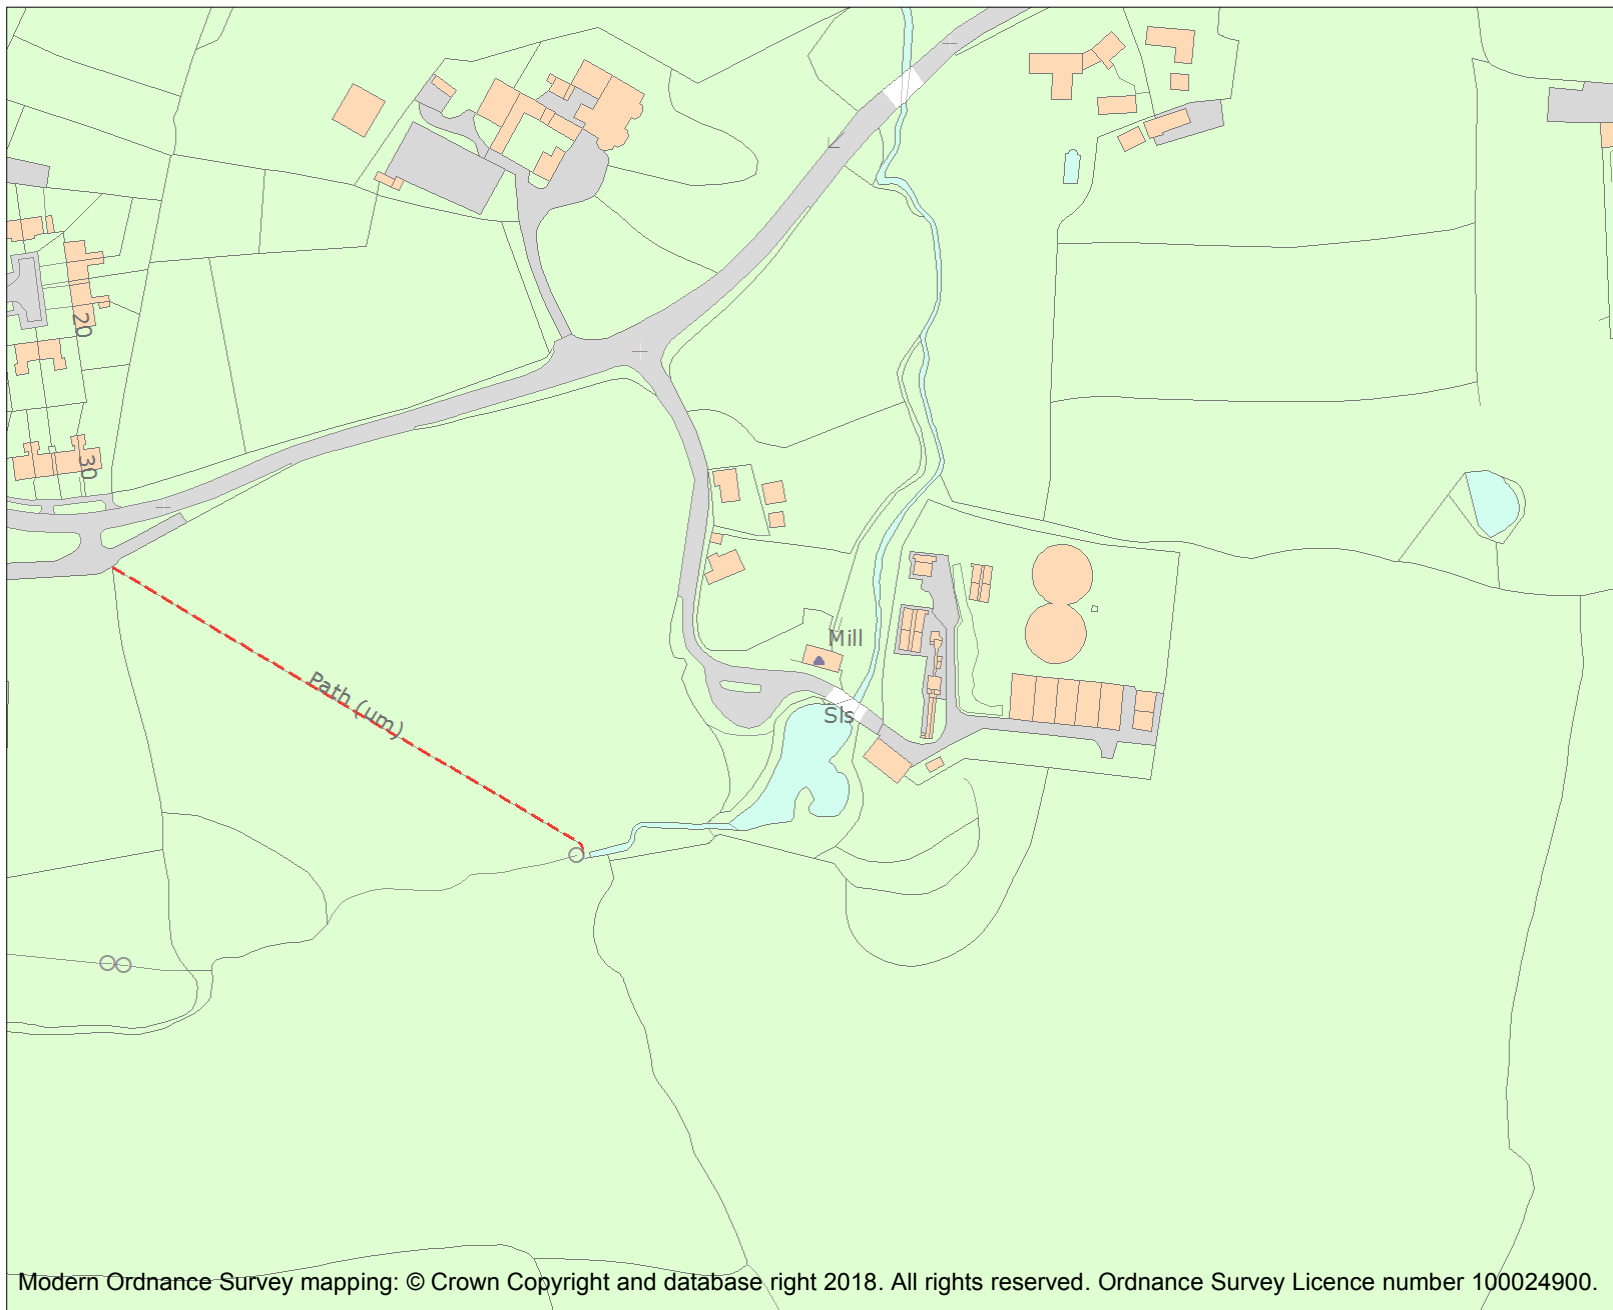 20
30
Mill
Path (um)
Sls
Modern Ordnance Survey mapping: © Crown Copyright and database right 2018. All rights reserved. Ordnance Survey Licence number 100024900.